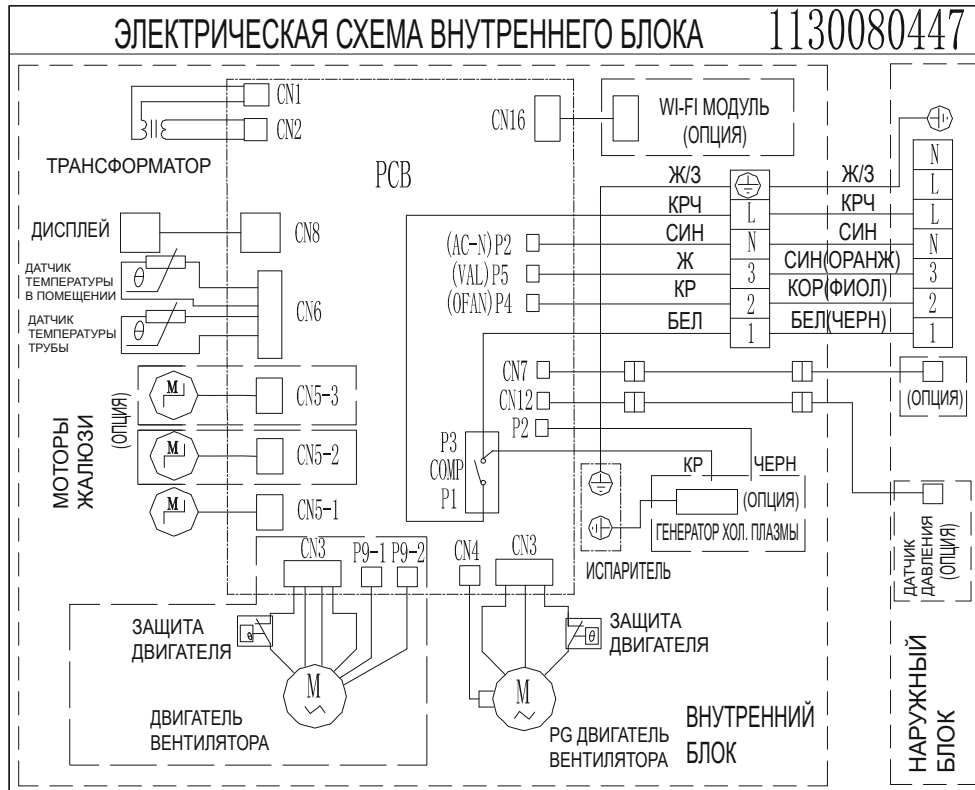 ЭЛЕКТРИЧЕСКАЯ СХЕМА ВНУТРЕННЕГО БЛОКА
1130080447
CN1
CN2
ТРАНСФОРМАТОР
PCB
CN16
WI-FI МОДУЛЬ
(ОПЦИЯ)
ДИСПЛЕЙ
CN8
ДАТЧИК
ТЕМПЕРАТУРЫ
В ПОМЕЩЕНИИ
θ
CN6
ДАТЧИК
ТЕМПЕРАТУРЫ
ТРУБЫ
θ
(AC-N) P2
(VAL) P5
(OFAN) P4
Ж/З
КРЧ
СИН
Ж
КР
БЕЛ
L
N
3
2
1
Ж/З
КРЧ
СИН
СИН(ОРАНЖ)
КОР(ФИОЛ)
БЕЛ(ЧЕРН)
N
L
L
N
3
2
1
МОТОРЫ
ЖАЛЮЗИ
(ОПЦИЯ)
M
CN5-3
M
CN5-2
M
CN5-1
CN7
CN12
P2
(ОПЦИЯ)
P3
COMP
P1
КР
ЧЕРН
(ОПЦИЯ)
ГЕНЕРАТОР ХОЛ. ПЛАЗМЫ
ИСПАРИТЕЛЬ
ДАТЧИК
ДАВЛЕНИЯ
(ОПЦИЯ)
CN3
P9-1
P9-2
CN4
CN3
ЗАЩИТА
ДВИГАТЕЛЯ
θ
M
ДВИГАТЕЛЬ
ВЕНТИЛЯТОРА
θ
ЗАЩИТА
ДВИГАТЕЛЯ
M
PG ДВИГАТЕЛЬ
ВЕНТИЛЯТОРА
ВНУТРЕННИЙ
БЛОК
НАРУЖНЫЙ
БЛОК